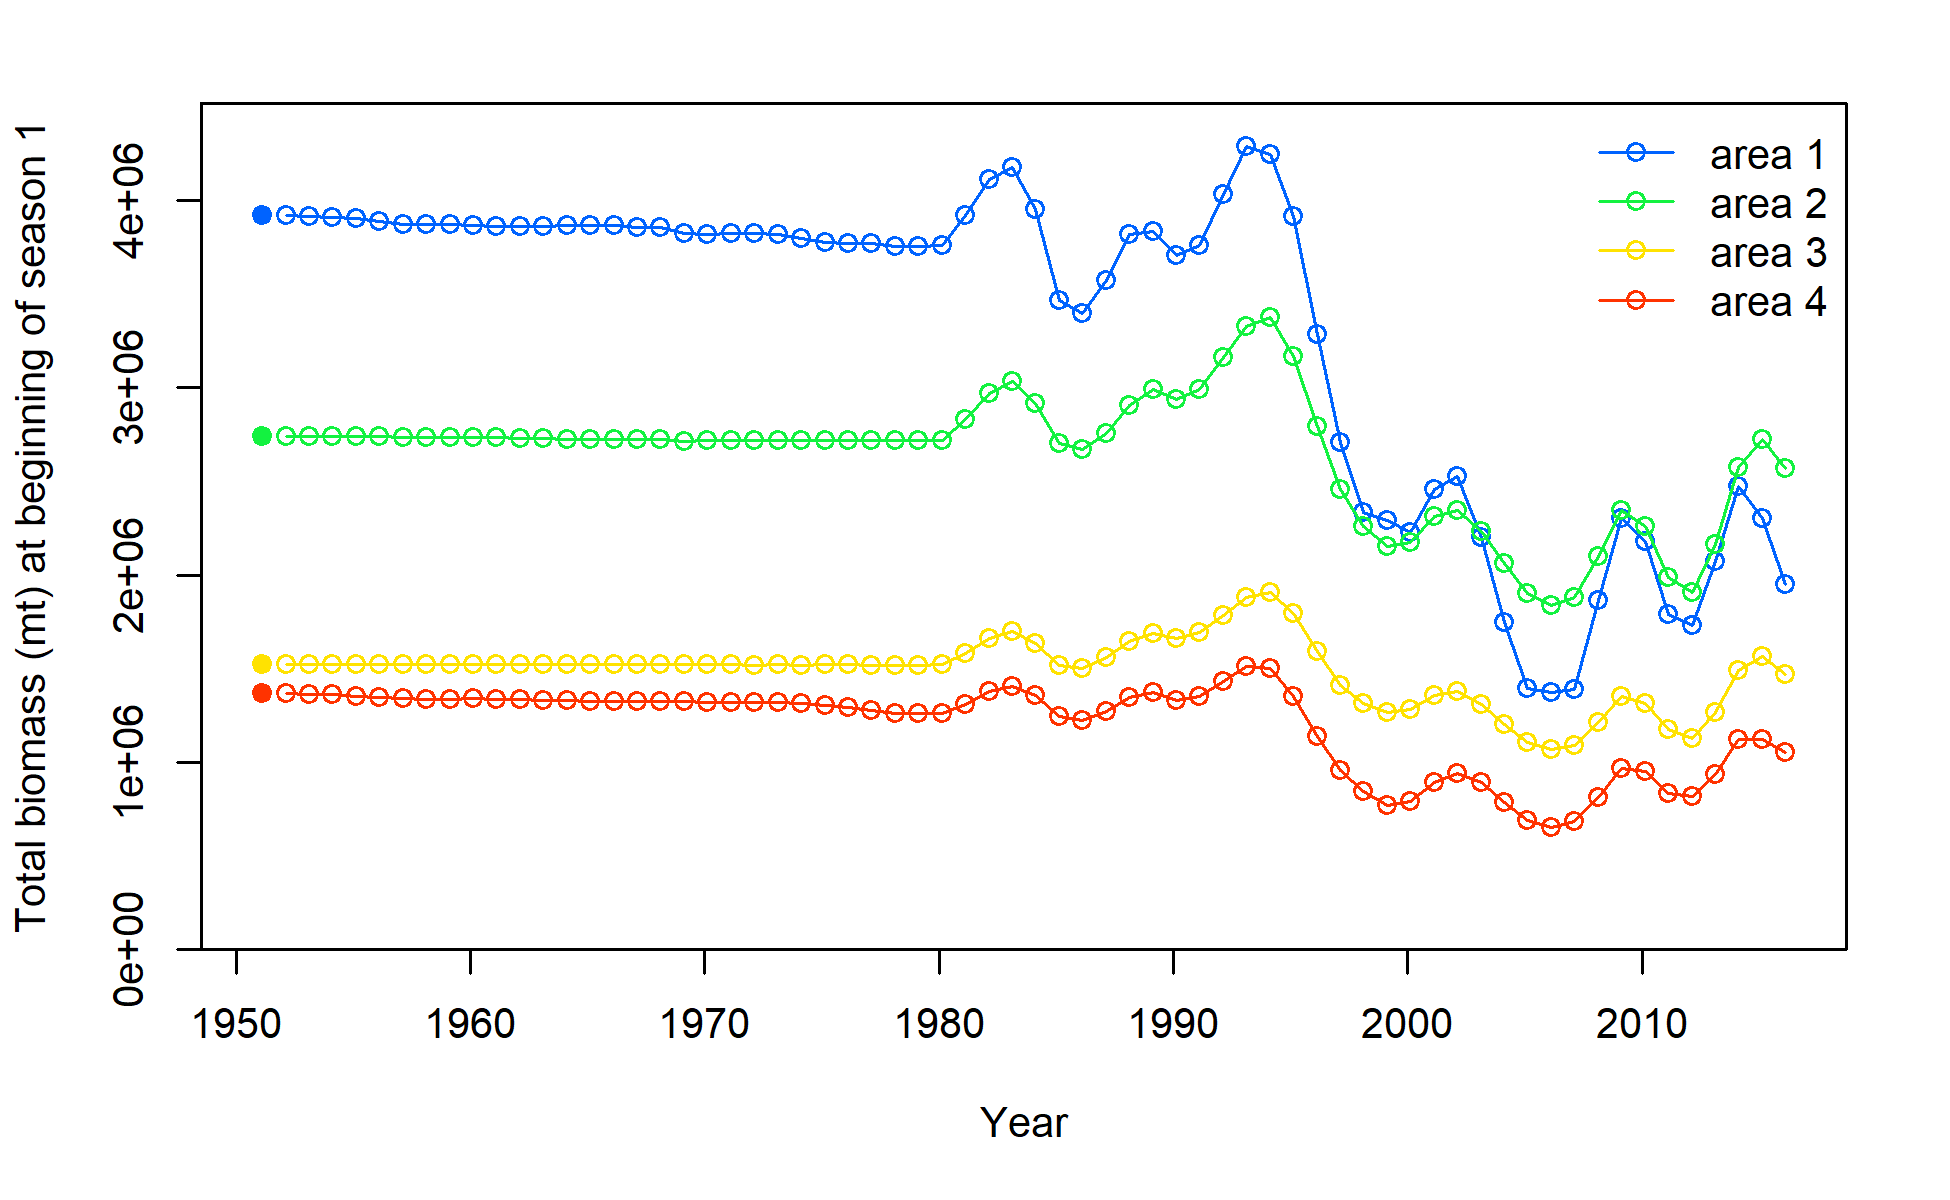 Total biomass (mt) at beginning of season 1
4e+06
3e+06
2e+06
1e+06
0e+00
area 1
area 2
area 3
area 4
1950 1960 1970 1980 1990 2000 2010
Year